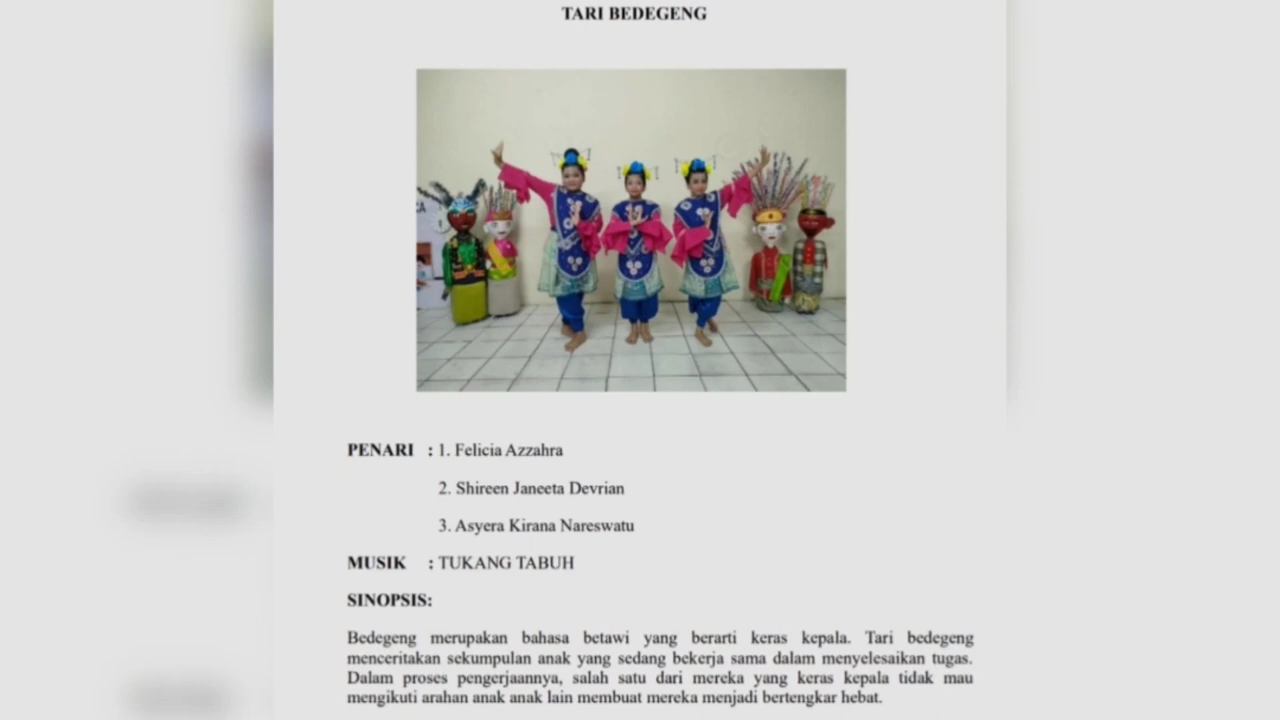 TARI BEDEGENG
PENARI : 1. Felicia Azzahra
2. Shireen Janeeta Devrian
3. Asyera Kirana Nareswatu
MUSIK : TUKANG TABUH
SINOPSIS:
Bedegeng merupakan bahasa betawi yang berarti keras kepala. Tari bedegeng
menceritakan sekumpulan anak yang sedang bekerja sama dalam menyelesaikan tugas.
Dalam proses pengerjaannya, salah satu dari mereka yang keras kepala tidak mau
mengikuti arahan anak anak lain membuat mereka menjadi bertengkar hebat.